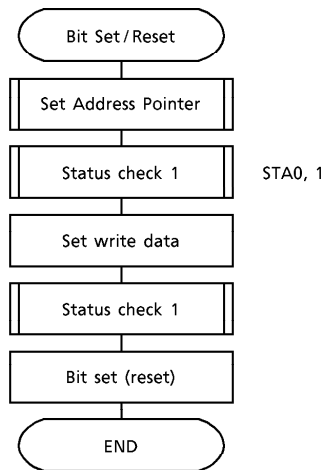 Bit Set/Reset
Set Address Pointer
Status check 1
STA0, 1
Set write data
Status check 1
Bit set (reset)
END